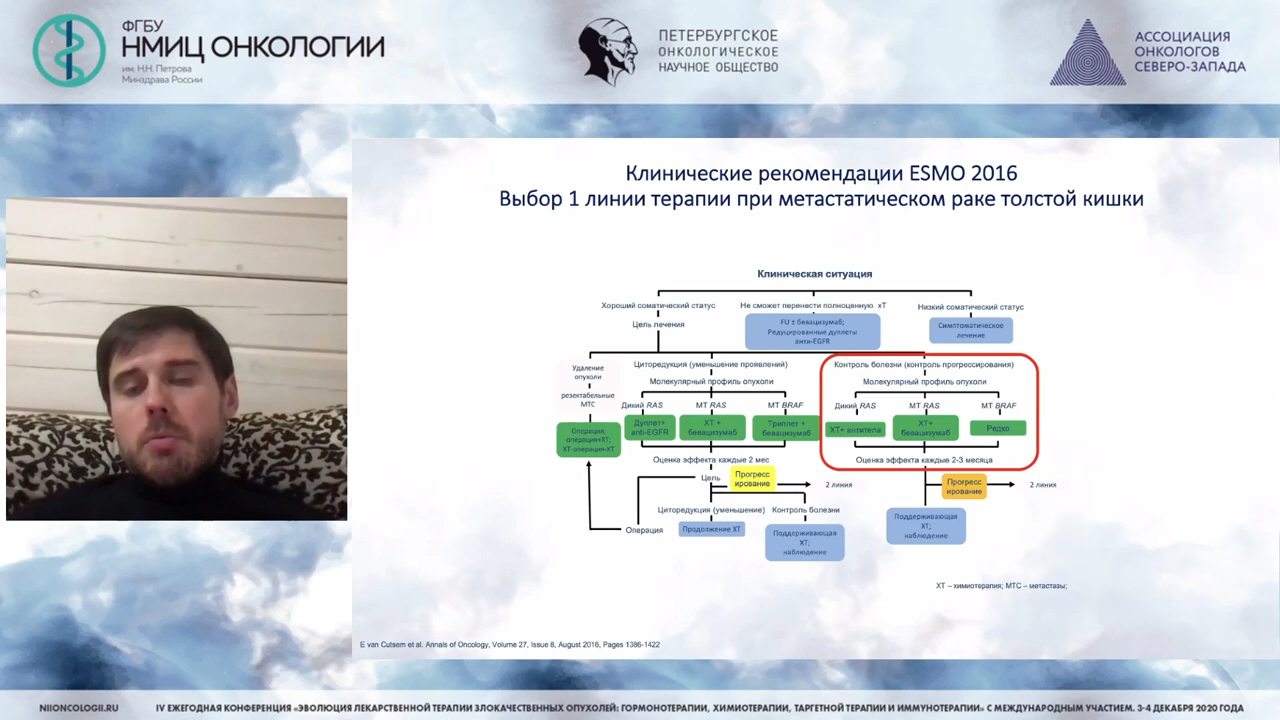 ФГБУ
НМИЦ ОНКОЛОГИИ
им. Н.Н. Петрова
Минздрава России
ПЕТЕРБУРГСКОЕ
ОНКОЛОГИЧЕСКОЕ
НАУЧНОЕ ОБЩЕСТВО
АССОЦИАЦИЯ
ОНКОЛОГОВ
СЕВЕРО-ЗАПАДА
Клинические рекомендации ESMO 2016
Выбор 1 линии терапии при метастатическом раке толстой кишки
Клиническая ситуация
Хороший соматический статус
Не сможет перенести полноценную хТ
Низкий соматический статус
Цель лечения
FU ± бевацизумаб;
Редуцированные дуплеты
анти-EGFR
Симптоматическое
лечение
Удаление
опухоли
резектабельные
МТС
Циторедукция (уменьшение проявлений)
Контроль болезни (контроль прогрессирования)
Молекулярный профиль опухоли
Молекулярный профиль опухоли
Дикий RAS
МТ RAS
МТ BRAF
Дикий RAS
МТ RAS
МТ BRAF
Операция;
операция+ХТ;
ХТ-операция-ХТ
Дуплет+
anti-EGFR
ХТ +
бевацизумаб
Триплет +
бевацизумаб
ХТ+ антитела
ХТ+
бевацизумаб
Редко
Оценка эффекта каждые 2 мес
Оценка эффекта каждые 2-3 месяца
Цель
Прогресс
ирование
2 линия
Прогресс
ирование
2 линия
Циторедукция (уменьшение)
Контроль болезни
Операция
Продолжение ХТ
Поддерживающая
ХТ;
наблюдение
Поддерживающая
ХТ;
наблюдение
ХТ – химиотерапия; МТС – метастазы;
E van Cutsem et al. Annals of Oncology, Volume 27, Issue 8, August 2016, Pages 1386-1422
NIIONCOLOGII.RU
IV ЕЖЕГОДНАЯ КОНФЕРЕНЦИЯ «ЭВОЛЮЦИЯ ЛЕКАРСТВЕННОЙ ТЕРАПИИ ЗЛОКАЧЕСТВЕННЫХ ОПУХОЛЕЙ: ГОРМОНОТЕРАПИИ, ХИМИОТЕРАПИИ, ТАРГЕТНОЙ ТЕРАПИИ И ИММУНОТЕРАПИИ» С МЕЖДУНАРОДНЫМ УЧАСТИЕМ. 3-4 ДЕКАБРЯ 2020 ГОДА